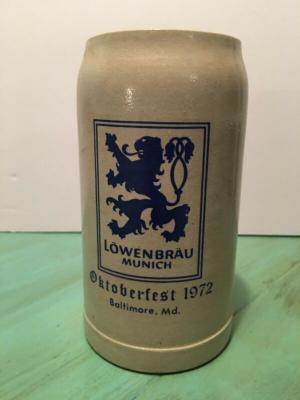 LÖWENBRÄU
MUNICH
Oktoberfest 1972
Baltimore, Md.